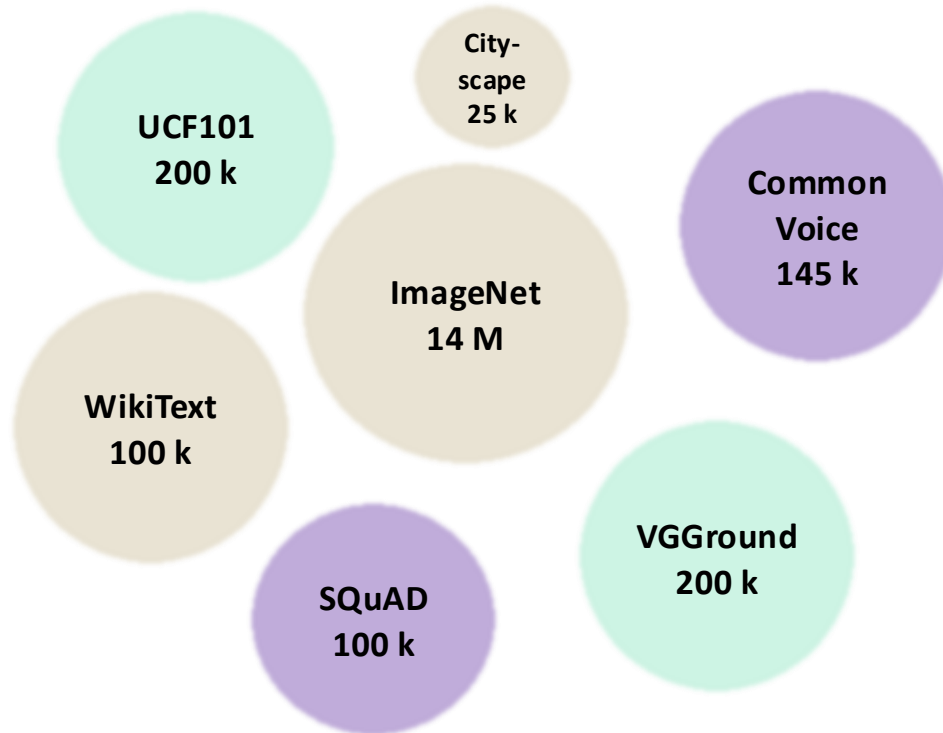 City-
scape
25 k
UCF101
200 k
Common
Voice
145 k
ImageNet
14 M
WikiText
100 k
VGGround
200 k
SQuAD
100 k